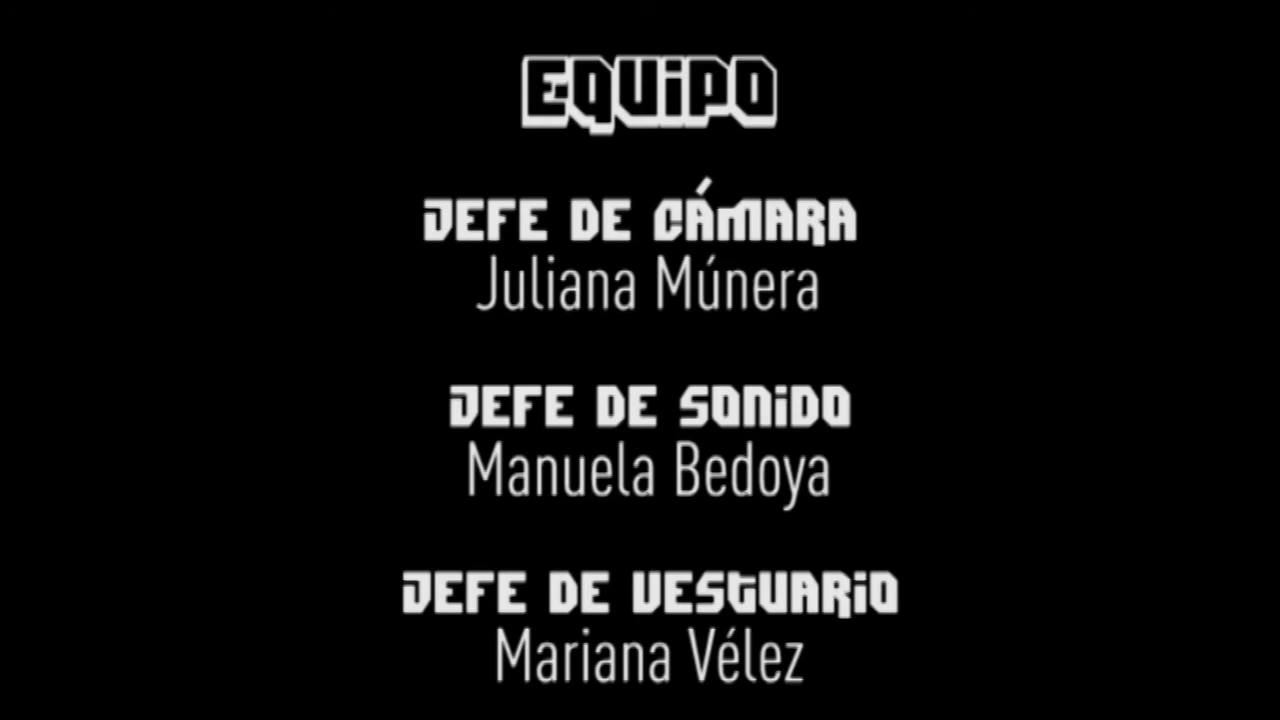 EQUIPO
JEFE DE CÁMARA
Juliana Múnera
JEFE DE SONIDO
Manuela Bedoya
JEFE DE VESTUARIO
Mariana Vélez